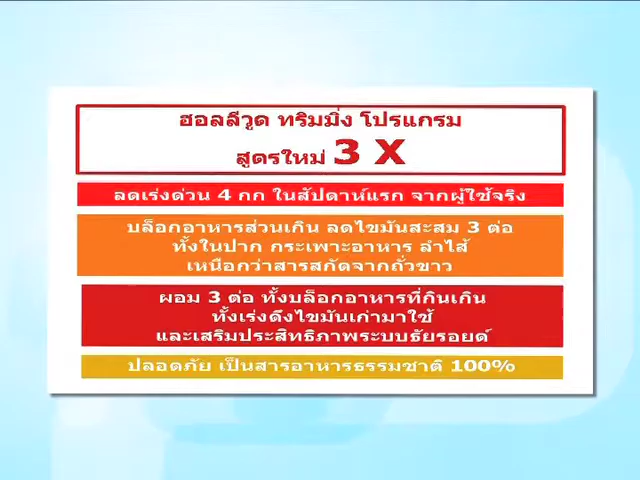 ฮอลลีวูด ทริมมิ่ง โปรแกรม
สูตรใหม่ 3 X
ลดเร่งด่วน 4 กก ในสัปดาห์แรก จากผู้ใช้จริง
บล็อกอาหารส่วนเกิน ลดไขมันสะสม 3 ต่อ
ทั้งในปาก กระเพาะอาหาร ลำไส้
เหนือกว่าสารสกัดจากถั่วขาว
ผอม 3 ต่อ ทั้งบล็อกอาหารที่กินเกิน
ทั้งเร่งดึงไขมันเก่ามาใช้
และเสริมประสิทธิภาพระบบธัยรอยด์
ปลอดภัย เป็นสารอาหารธรรมชาติ 100%